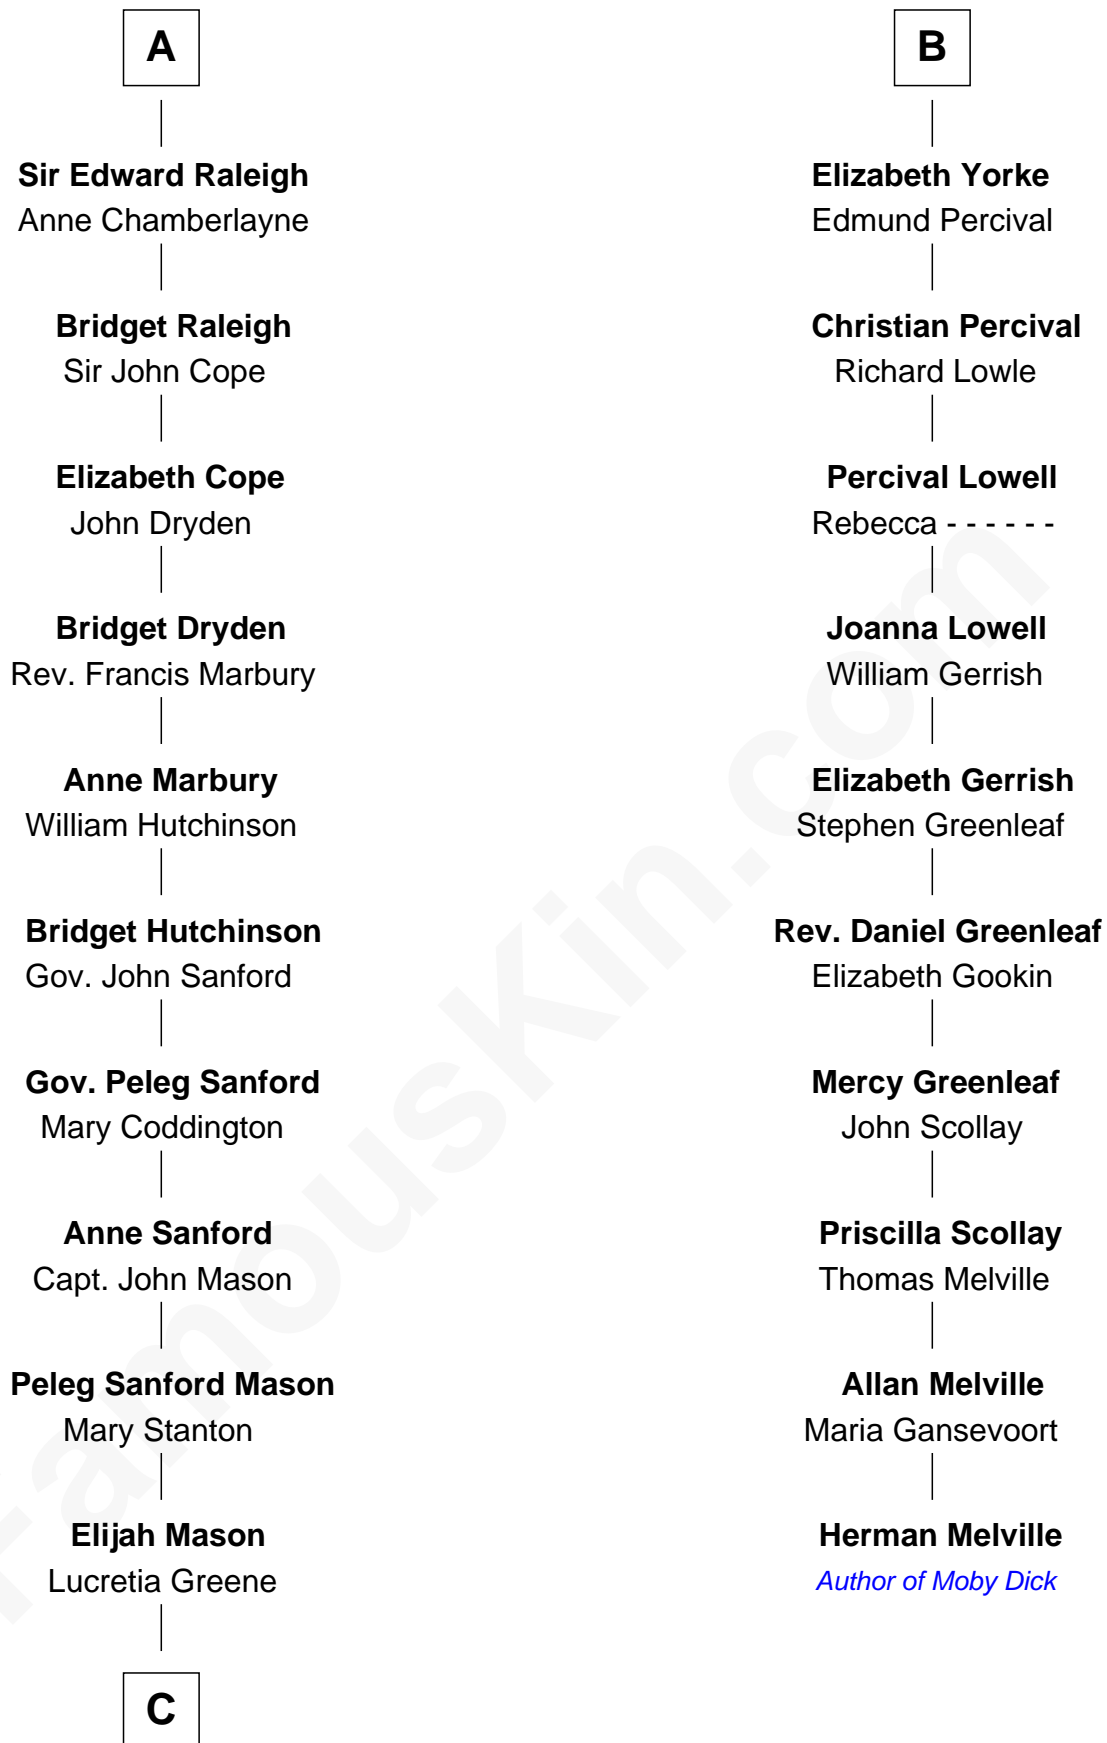 A
Sir Edward Raleigh
Anne Chamberlayne
Bridget Raleigh
Sir John Cope
Elizabeth Cope
John Dryden
Bridget Dryden
Rev. Francis Marbury
Anne Marbury
William Hutchinson
Bridget Hutchinson
Gov. John Sanford
Gov. Peleg Sanford
Mary Coddington
Anne Sanford
Capt. John Mason
Peleg Sanford Mason
Mary Stanton
Elijah Mason
Lucretia Greene
C
B
Elizabeth Yorke
Edmund Percival
Christian Percival
Richard Lowle
Percival Lowell
Rebecca - - - - - -
Joanna Lowell
William Gerrish
Elizabeth Gerrish
Stephen Greenleaf
Rev. Daniel Greenleaf
Elizabeth Gookin
Mercy Greenleaf
John Scollay
Priscilla Scollay
Thomas Melville
Allan Melville
Maria Gansevoort
Herman Melville
Author of Moby Dick
FamousKin.com